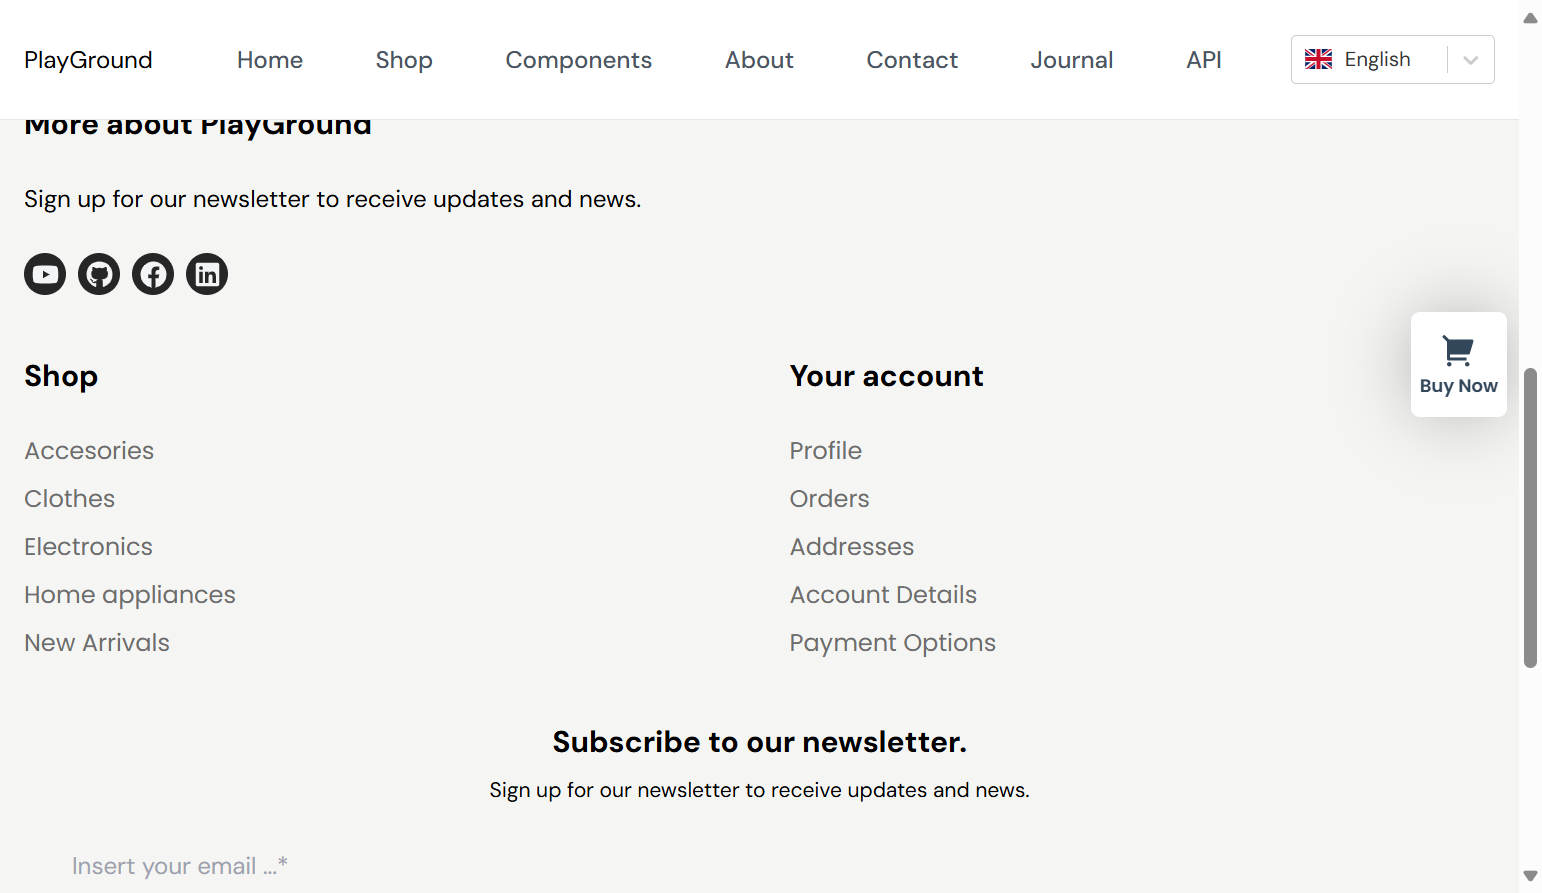 PlayGround Home Shop Components About Contact Journal API English
More about PlayGround
Sign up for our newsletter to receive updates and news.
Buy Now
Shop
Accesories
Clothes
Electronics
Home appliances
New Arrivals
Your account
Profile
Orders
Addresses
Account Details
Payment Options
Subscribe to our newsletter.
Sign up for our newsletter to receive updates and news.
Insert your email ...*